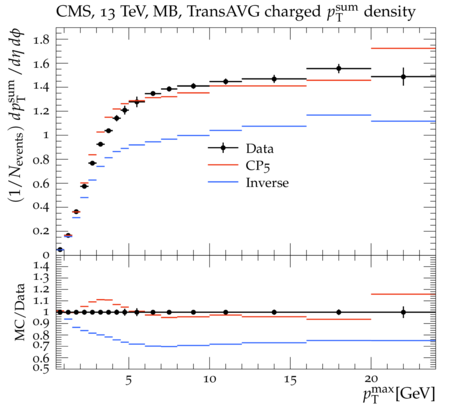 CMS, 13 TeV, MB, TransAVG charged p_T^sum density
(1/N_events) dp_T^sum / dη dφ
1.8
1.6
1.4
1.2
1
0.8
0.6
0.4
0.2
0
Data
CP5
Inverse
MC/Data
1.4
1.3
1.2
1.1
1
0.9
0.8
0.7
0.6
0.5
5 10 15 20
p_T^max[GeV]